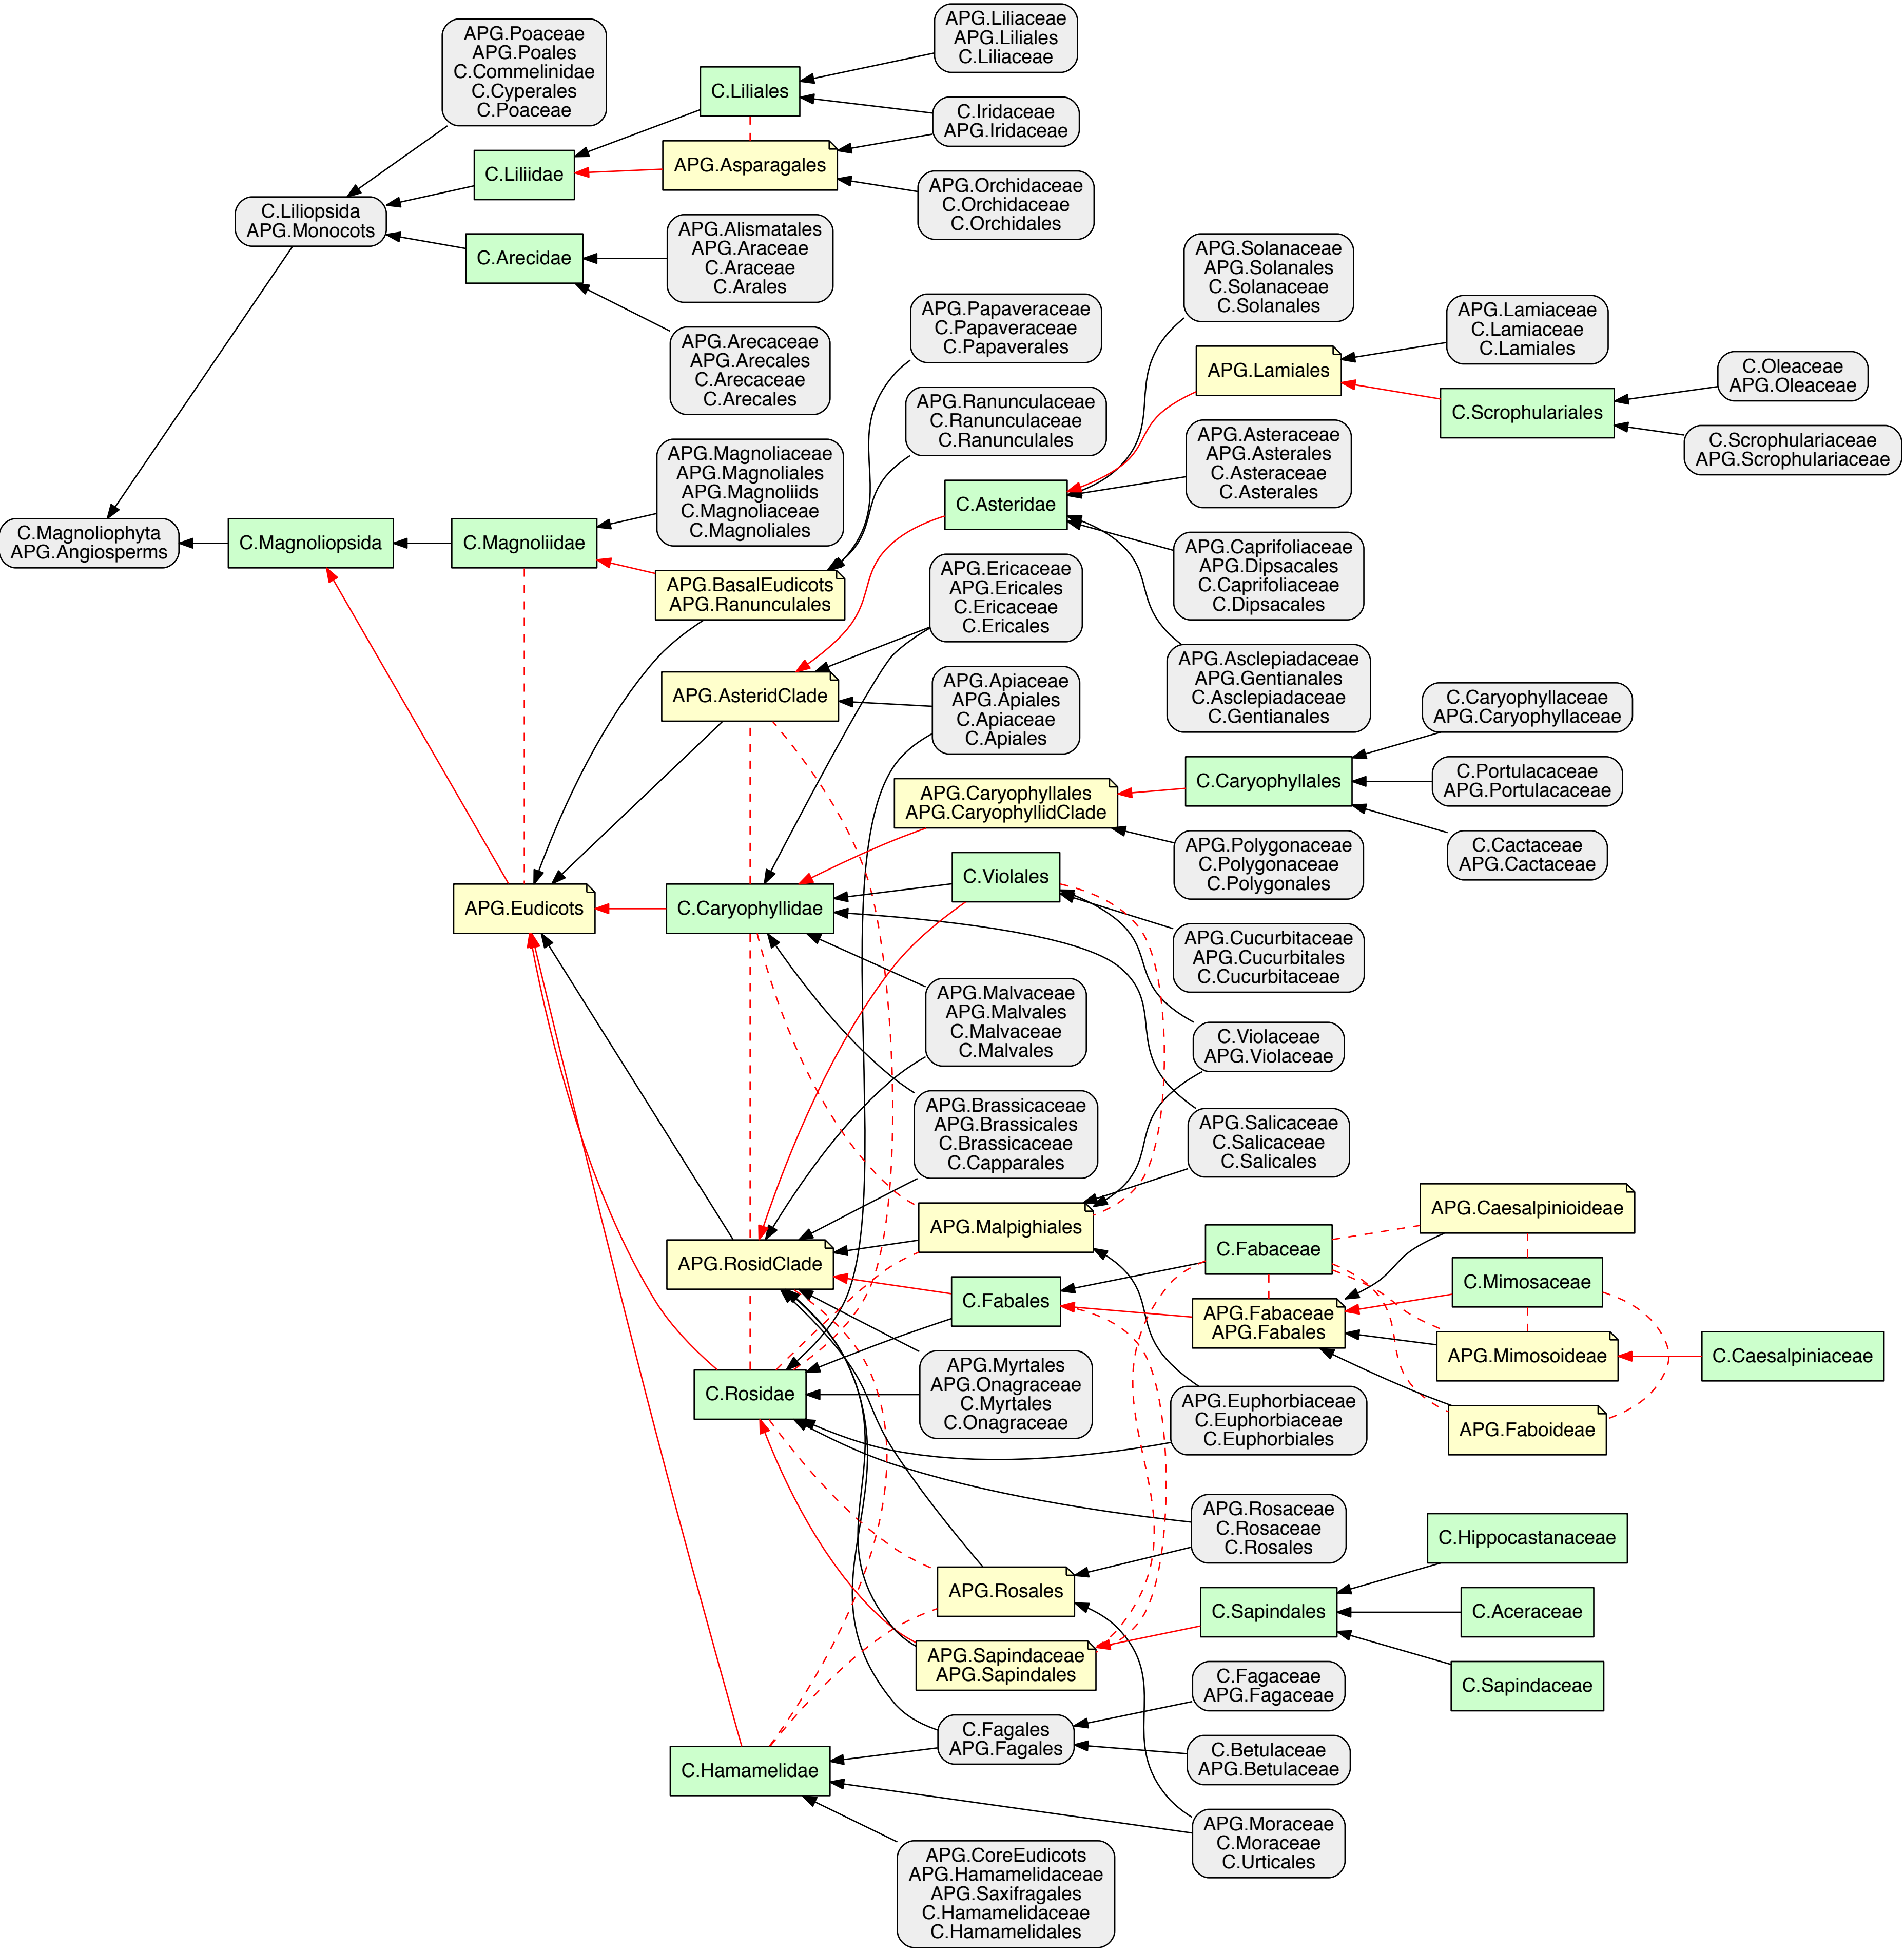 APG.Poaceae
APG.Poales
C.Commelinidae
C.Cyperales
C.Poaceae
C.Liliales
APG.Liliaceae
APG.Liliales
C.Liliaceae
C.Iridaceae
APG.Iridaceae
C.Liliidae
APG.Asparagales
APG.Orchidaceae
C.Orchidaceae
C.Orchidales
C.Liliopsida
APG.Monocots
C.Arecidae
APG.Alismatales
APG.Araceae
C.Araceae
C.Arales
APG.Arecaceae
APG.Arecales
C.Arecaceae
C.Arecales
APG.Papaveraceae
C.Papaveraceae
C.Papaverales
APG.Solanaceae
APG.Solanales
C.Solanaceae
C.Solanales
APG.Lamiaceae
C.Lamiaceae
C.Lamiales
APG.Lamiales
C.Oleaceae
APG.Oleaceae
C.Scrophulariales
C.Scrophulariaceae
APG.Scrophulariaceae
APG.Ranunculaceae
C.Ranunculaceae
C.Ranunculales
APG.Asteraceae
APG.Asterales
C.Asteraceae
C.Asterales
APG.Magnoliaceae
APG.Magnoliales
APG.Magnoliids
C.Magnoliaceae
C.Magnoliales
C.Asteridae
C.Magnoliophyta
APG.Angiosperms
C.Magnoliopsida
C.Magnoliidae
APG.BasalEudicots
APG.Ranunculales
APG.Ericaceae
APG.Ericales
C.Ericaceae
C.Ericales
APG.Caprifoliaceae
APG.Dipsacales
C.Caprifoliaceae
C.Dipsacales
APG.Asclepiadaceae
APG.Gentianales
C.Asclepiadaceae
C.Gentianales
APG.AsteridClade
APG.Apiaceae
APG.Apiales
C.Apiaceae
C.Apiales
C.Caryophyllaceae
APG.Caryophyllaceae
C.Caryophyllales
C.Portulacaceae
APG.Portulacaceae
APG.Caryophyllales
APG.CaryophyllidClade
C.Cactaceae
APG.Cactaceae
APG.Polygonaceae
C.Polygonaceae
C.Polygonales
C.Violales
APG.Eudicots
C.Caryophyllidae
APG.Cucurbitaceae
APG.Cucurbitales
C.Cucurbitaceae
APG.Malvaceae
APG.Malvales
C.Malvaceae
C.Malvales
C.Violaceae
APG.Violaceae
APG.Brassicaceae
APG.Brassicales
C.Brassicaceae
C.Capparales
APG.Salicaceae
C.Salicaceae
C.Salicales
APG.Malpighiales
APG.Caesalpinioideae
C.Fabaceae
APG.RosidClade
C.Mimosaceae
C.Fabales
APG.Fabaceae
APG.Fabales
APG.Mimosoideae
C.Caesalpiniaceae
C.Rosidae
APG.Myrtales
APG.Onagraceae
C.Myrtales
C.Onagraceae
APG.Euphorbiaceae
C.Euphorbiaceae
C.Euphorbiales
APG.Faboideae
APG.Rosaceae
C.Rosaceae
C.Rosales
C.Hippocastanaceae
APG.Rosales
C.Sapindales
C.Aceraceae
APG.Sapindaceae
APG.Sapindales
C.Sapindaceae
C.Fagaceae
APG.Fagaceae
C.Fagales
APG.Fagales
C.Betulaceae
APG.Betulaceae
C.Hamamelidae
APG.Moraceae
C.Moraceae
C.Urticales
APG.CoreEudicots
APG.Hamamelidaceae
APG.Saxifragales
C.Hamamelidaceae
C.Hamamelidales